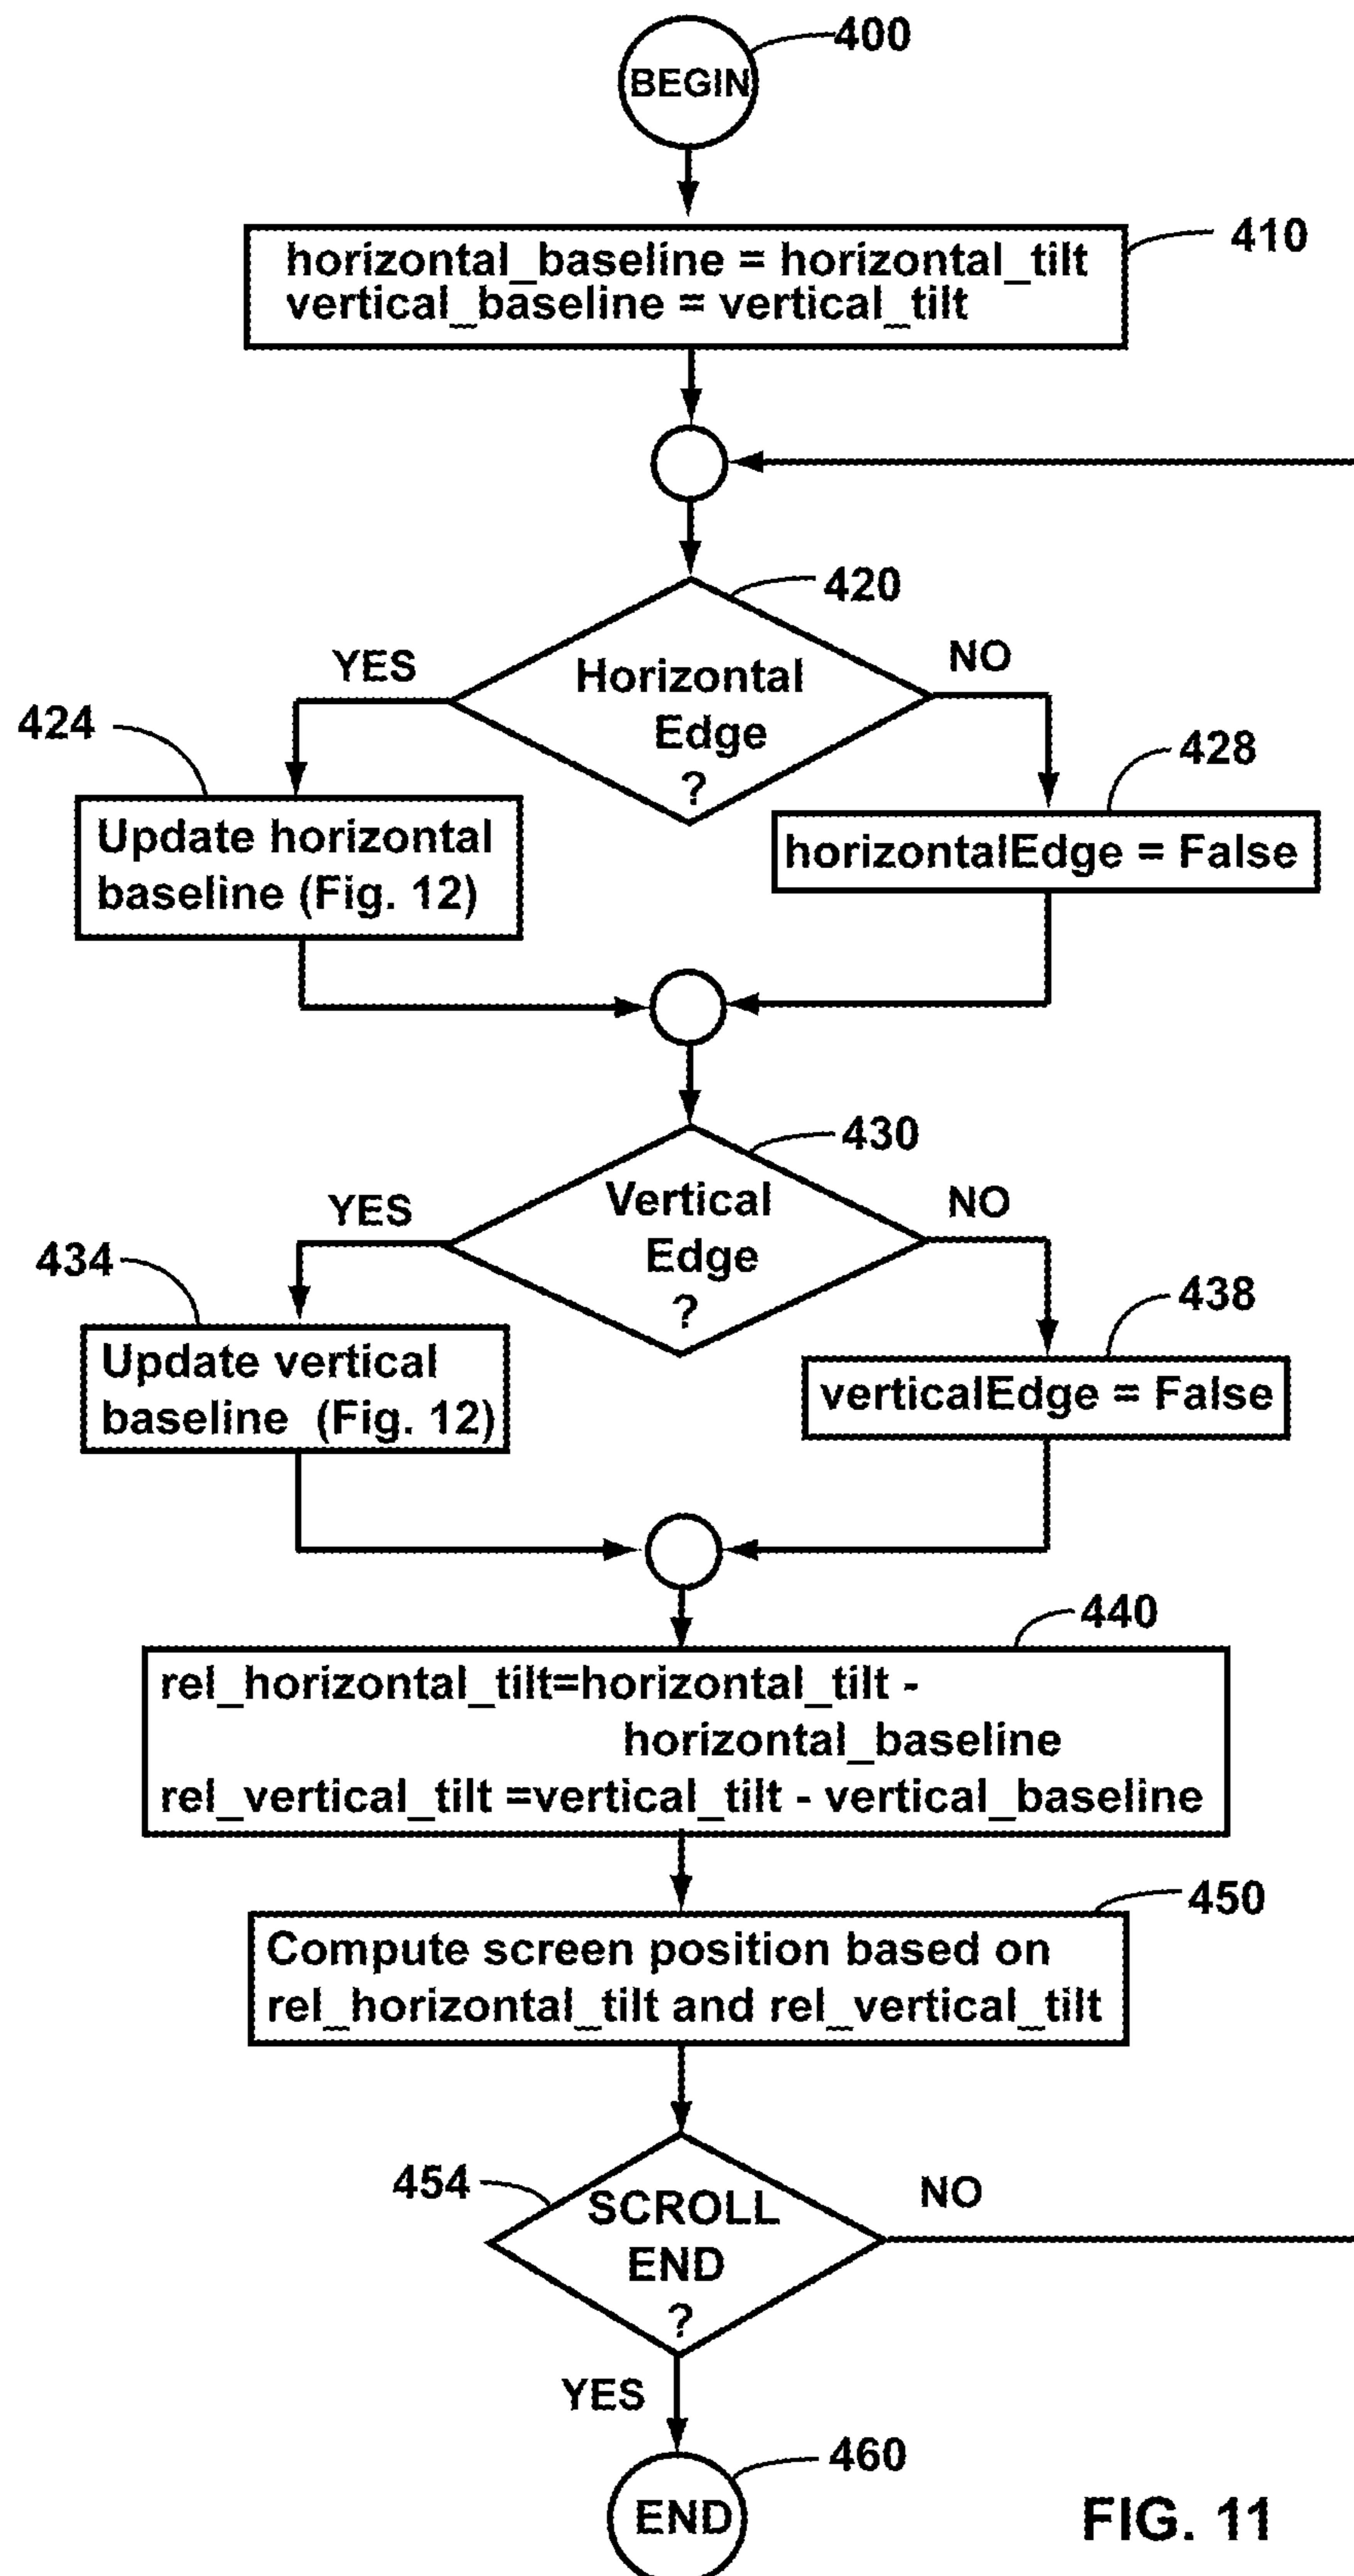 400
BEGIN
410
horizontal_baseline = horizontal_tilt
vertical_baseline = vertical_tilt
420
YES
NO
Horizontal
Edge
?
424
428
Update horizontal
baseline (Fig. 12)
horizontalEdge = False
430
YES
NO
Vertical
Edge
?
434
438
Update vertical
baseline (Fig. 12)
verticalEdge = False
440
rel_horizontal_tilt=horizontal_tilt -
horizontal_baseline
rel_vertical_tilt =vertical_tilt - vertical_baseline
450
Compute screen position based on
rel_horizontal_tilt and rel_vertical_tilt
454
NO
SCROLL
END
?
YES
460
END
FIG. 11